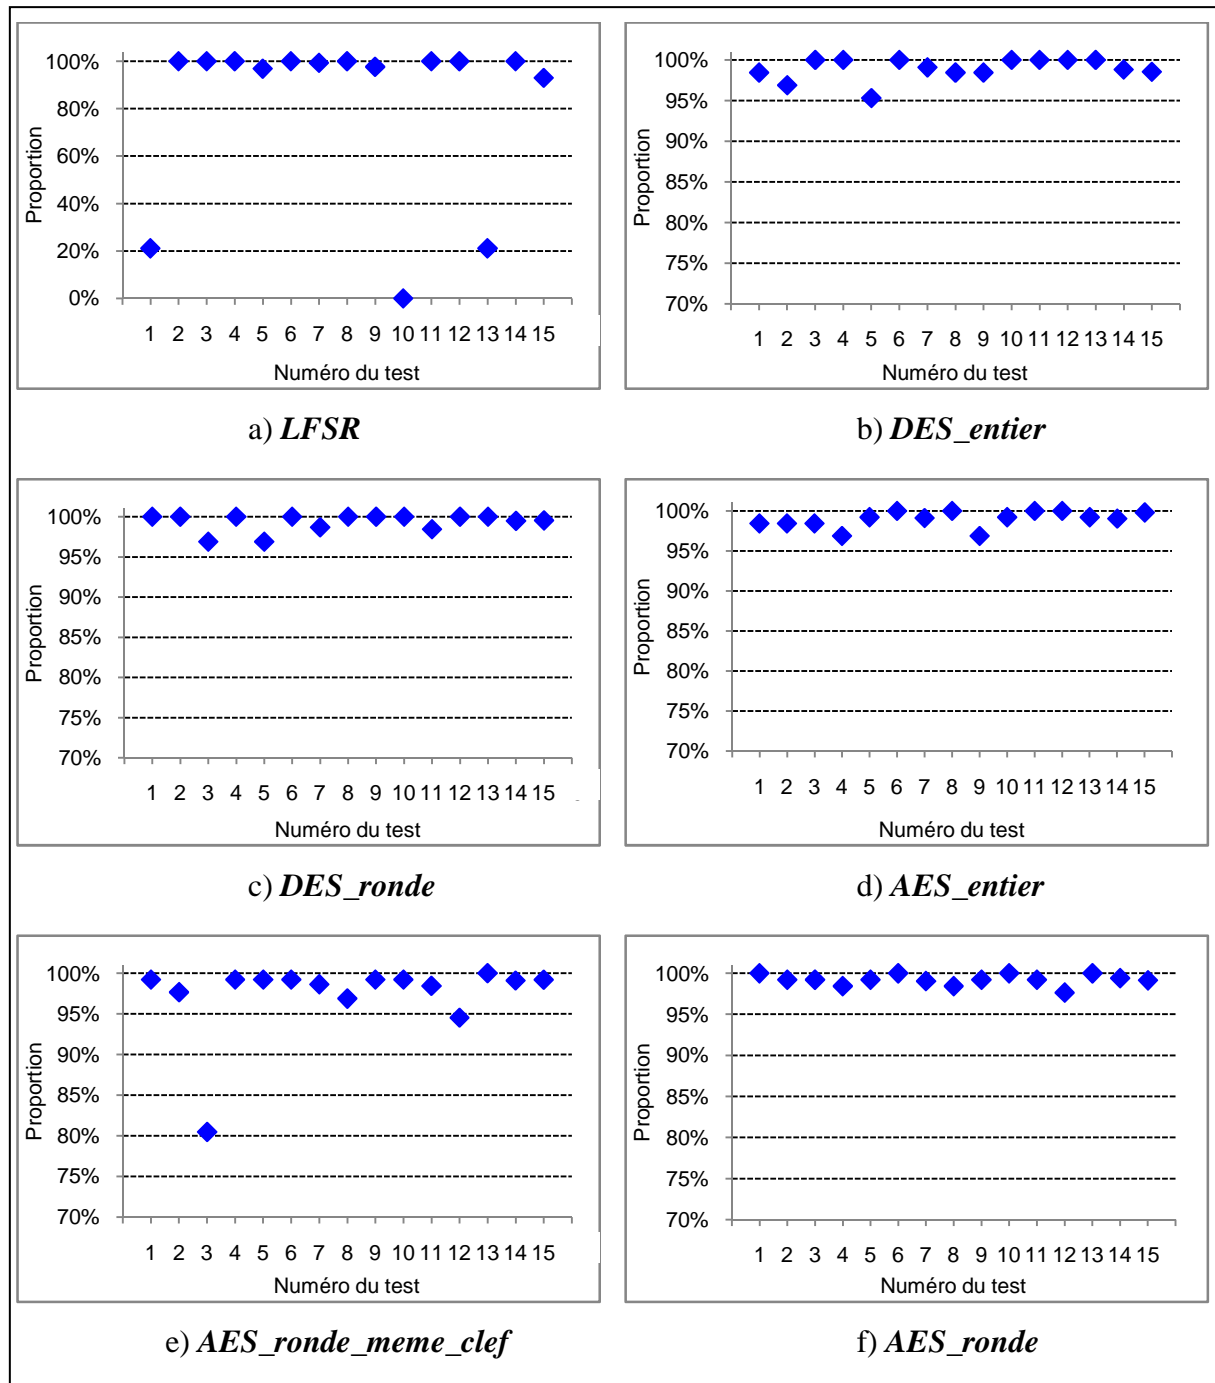 100%
80%
60%
40%
20%
0%
Proportion
1 2 3 4 5 6 7 8 9 10 11 12 13 14 15
Numéro du test
a) LFSR
100%
95%
90%
85%
80%
75%
70%
Proportion
1 2 3 4 5 6 7 8 9 10 11 12 13 14 15
Numéro du test
b) DES_entier
100%
95%
90%
85%
80%
75%
70%
Proportion
1 2 3 4 5 6 7 8 9 10 11 12 13 14 15
Numéro du test
c) DES_ronde
100%
95%
90%
85%
80%
75%
70%
Proportion
1 2 3 4 5 6 7 8 9 10 11 12 13 14 15
Numéro du test
d) AES_entier
100%
95%
90%
85%
80%
75%
70%
Proportion
1 2 3 4 5 6 7 8 9 10 11 12 13 14 15
Numéro du test
e) AES_ronde_meme_clef
100%
95%
90%
85%
80%
75%
70%
Proportion
1 2 3 4 5 6 7 8 9 10 11 12 13 14 15
Numéro du test
f) AES_ronde